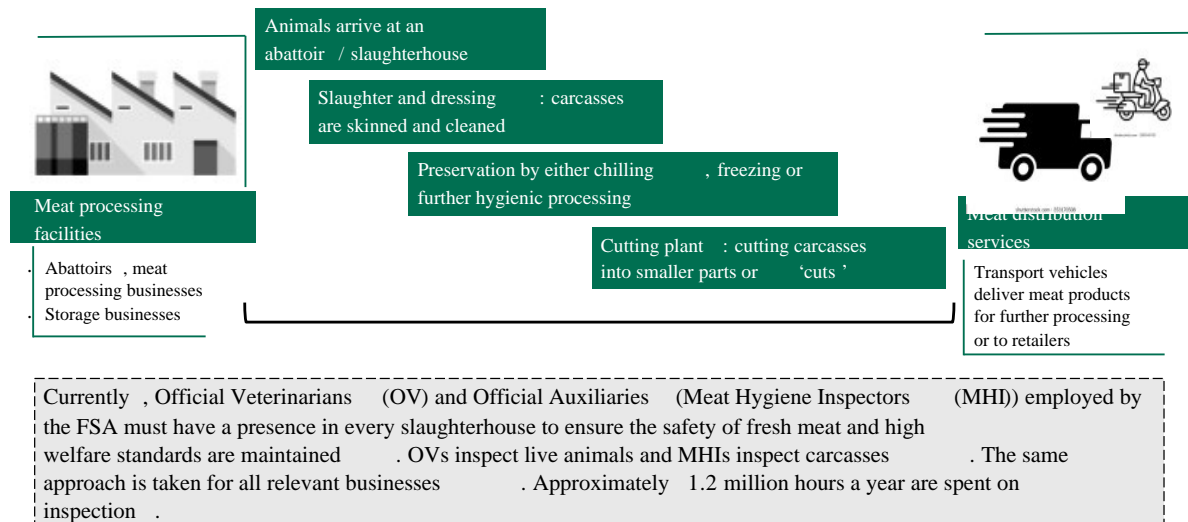 Animals arrive at an
abattoir / slaughterhouse
Slaughter and dressing : carcasses
are skinned and cleaned
Preservation by either chilling , freezing or
further hygienic processing
Cutting plant : cutting carcasses
into smaller parts or ‘cuts ’
Meat processing
facilities
. Abattoirs , meat
processing businesses
. Storage businesses
Meat distribution
services
Transport vehicles
deliver meat products
for further processing
or to retailers
Currently , Official Veterinarians (OV) and Official Auxiliaries (Meat Hygiene Inspectors (MHI)) employed by
the FSA must have a presence in every slaughterhouse to ensure the safety of fresh meat and high
welfare standards are maintained . OVs inspect live animals and MHIs inspect carcasses . The same
approach is taken for all relevant businesses . Approximately 1.2 million hours a year are spent on
inspection .